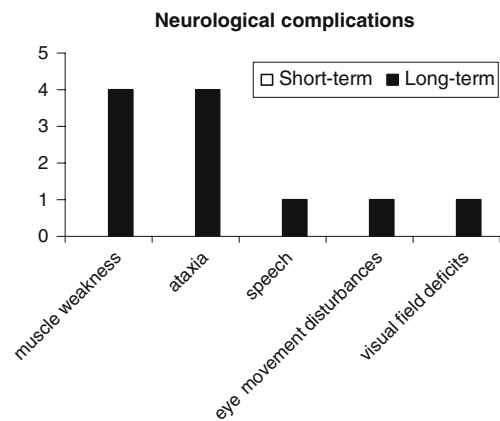 Neurological complications
Short-term Long-term
5
4
3
2
1
0
muscle weakness
ataxia
speech
eye movement disturbances
visual field deficits